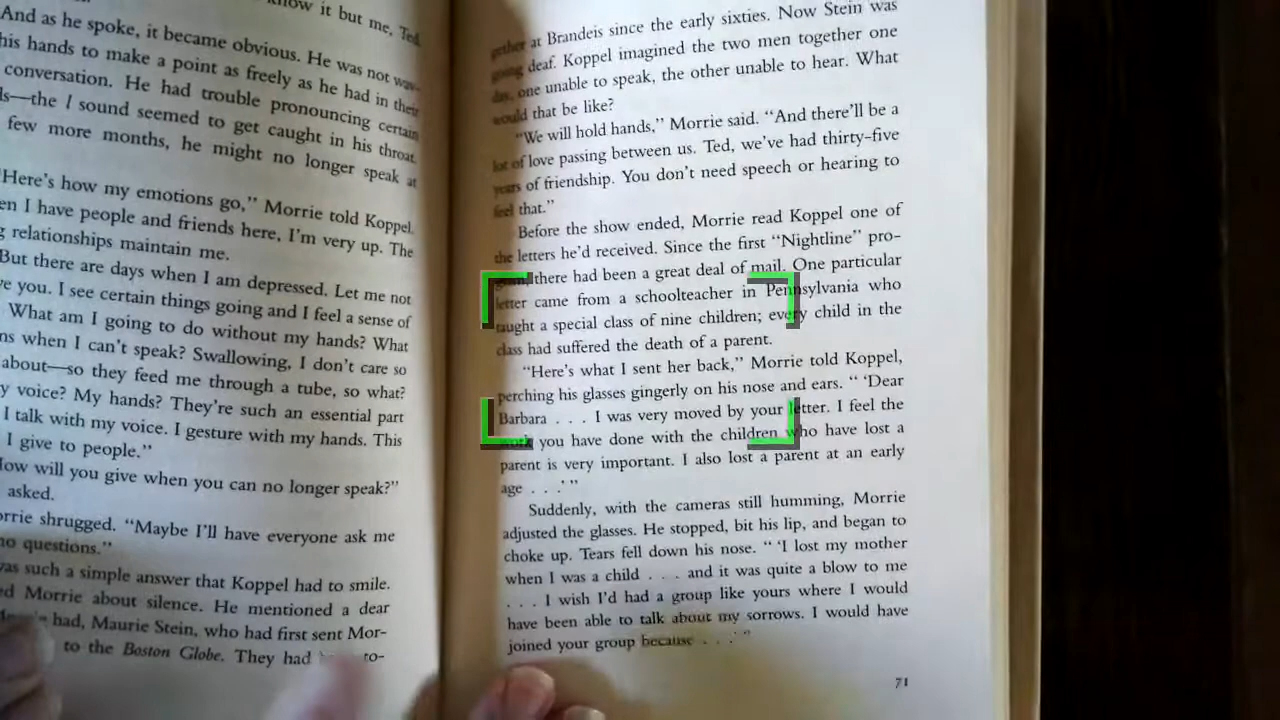 know it but me, Ted.
And as he spoke, it became obvious. He was not wav-
his hands to make a point as freely as he had in their
conversation. He had trouble pronouncing certain
—the l sound seemed to get caught in his throat.
few more months, he might no longer speak at
"Here's how my emotions go," Morrie told Koppel.
I have people and friends here, I'm very up. The
relationships maintain me.
But there are days when I am depressed. Let me not
you. I see certain things going and I feel a sense of
What am I going to do without my hands? What
when I can't speak? Swallowing, I don't care so
about—so they feed me through a tube, so what?
voice? My hands? They're such an essential part
I talk with my voice. I gesture with my hands. This
I give to people."
How will you give when you can no longer speak?"
asked.
shrugged. "Maybe I'll have everyone ask me
no questions."
was such a simple answer that Koppel had to smile.
Morrie about silence. He mentioned a dear
had, Maurie Stein, who had first sent Mor-
to the Boston Globe. They had to-
gether at Brandeis since the early sixties. Now Stein was
going deaf. Koppel imagined the two men together one
day, one unable to speak, the other unable to hear. What
would that be like?
"We will hold hands," Morrie said. "And there'll be a
lot of love passing between us. Ted, we've had thirty-five
years of friendship. You don't need speech or hearing to
feel that."
Before the show ended, Morrie read Koppel one of
the letters he'd received. Since the first "Nightline" pro-
gram, there had been a great deal of mail. One particular
letter came from a schoolteacher in Pennsylvania who
taught a special class of nine children; every child in the
class had suffered the death of a parent.
"Here's what I sent her back," Morrie told Koppel,
perching his glasses gingerly on his nose and ears. " 'Dear
Barbara . . . I was very moved by your letter. I feel the
work you have done with the children who have lost a
parent is very important. I also lost a parent at an early
age . . .' "
Suddenly, with the cameras still humming, Morrie
adjusted the glasses. He stopped, bit his lip, and began to
choke up. Tears fell down his nose. " 'I lost my mother
when I was a child . . . and it was quite a blow to me
. . . I wish I'd had a group like yours where I would
have been able to talk about my sorrows. I would have
joined your group because . . .' "
71